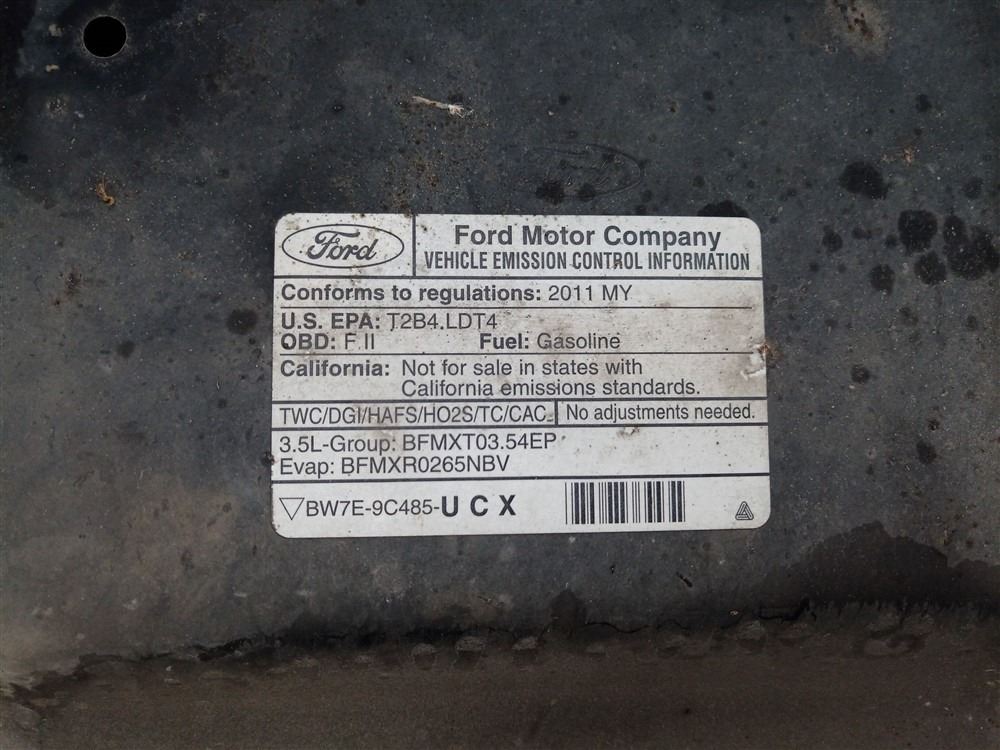 Ford
Ford Motor Company
VEHICLE EMISSION CONTROL INFORMATION
Conforms to regulations: 2011 MY
U.S. EPA: T2B4.LDT4
OBD: F II Fuel: Gasoline
California: Not for sale in states with
California emissions standards.
TWC/DGI/HAFS/HO2S/TC/CAC No adjustments needed.
3.5L-Group: BFMXT03.54EP
Evap: BFMXR0265NBV
BW7E-9C485-U C X